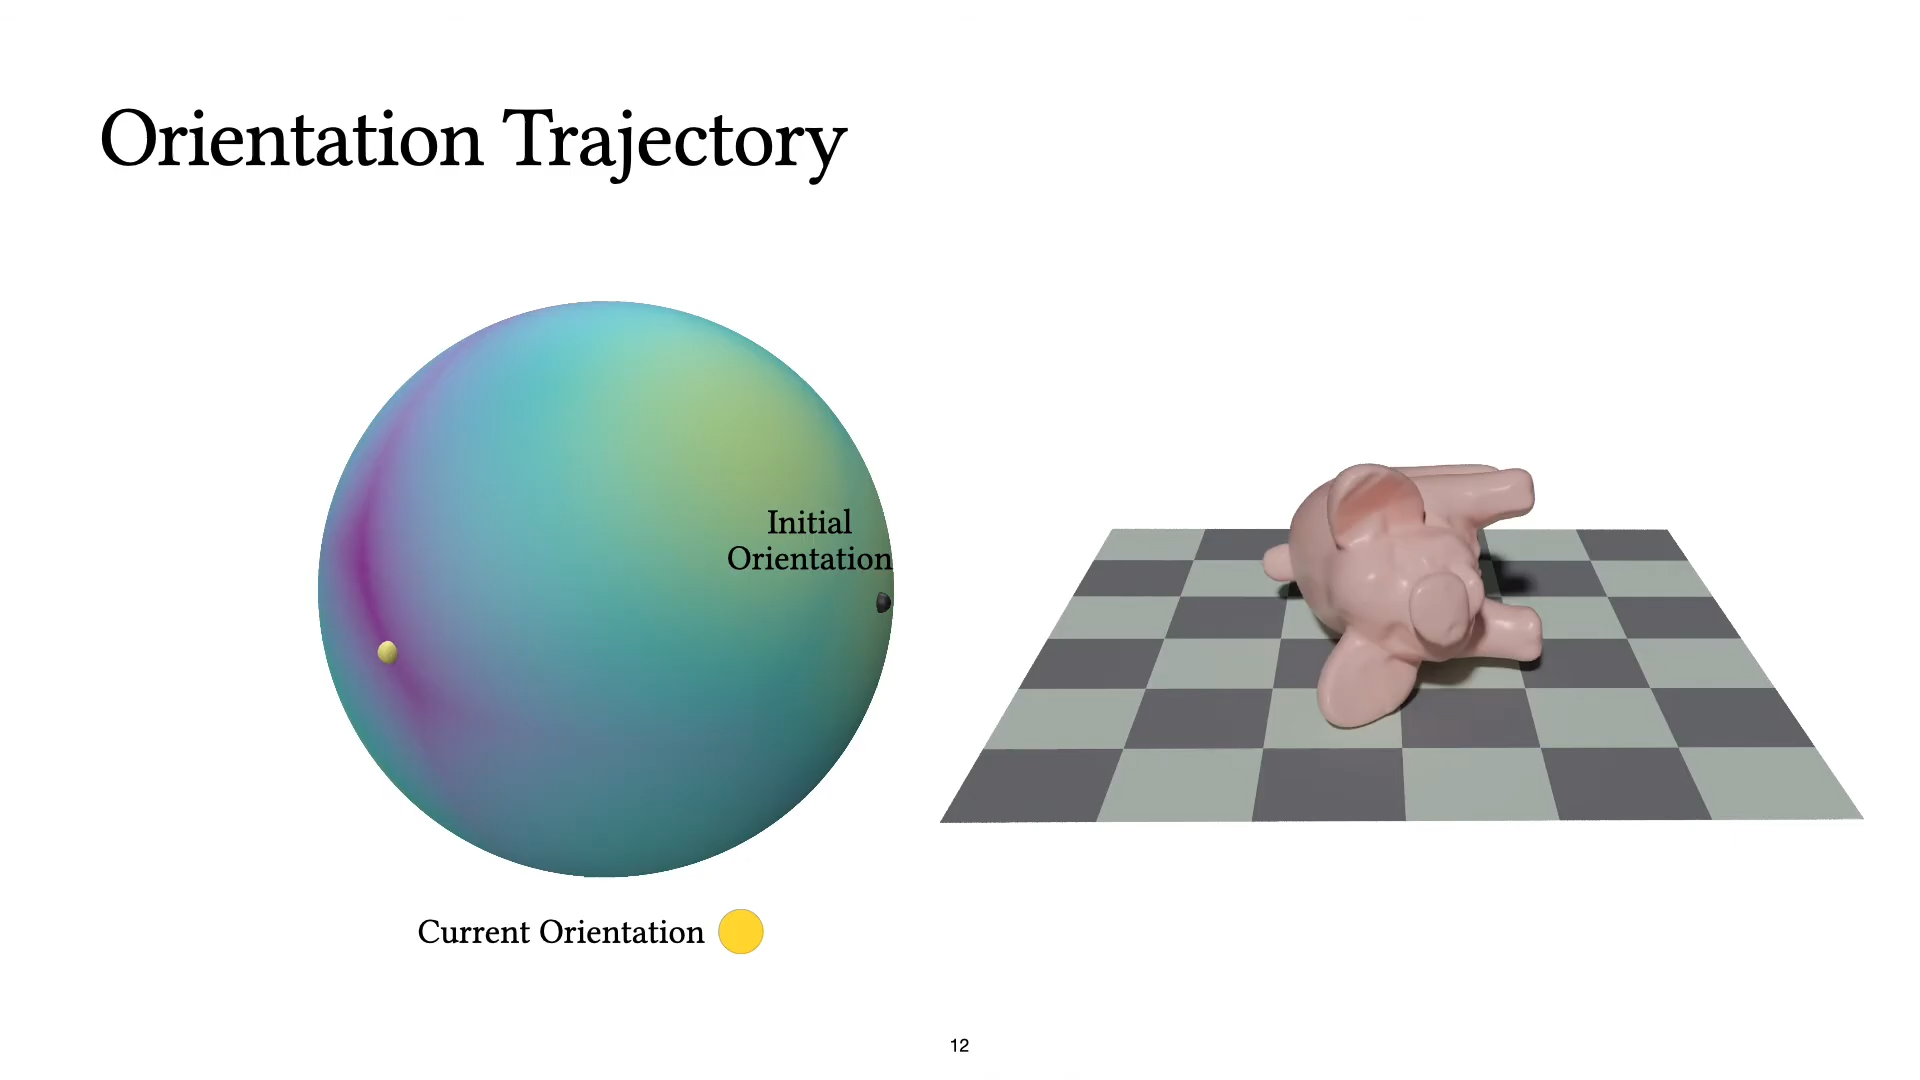 Orientation Trajectory
Initial
Orientation
Current Orientation
12